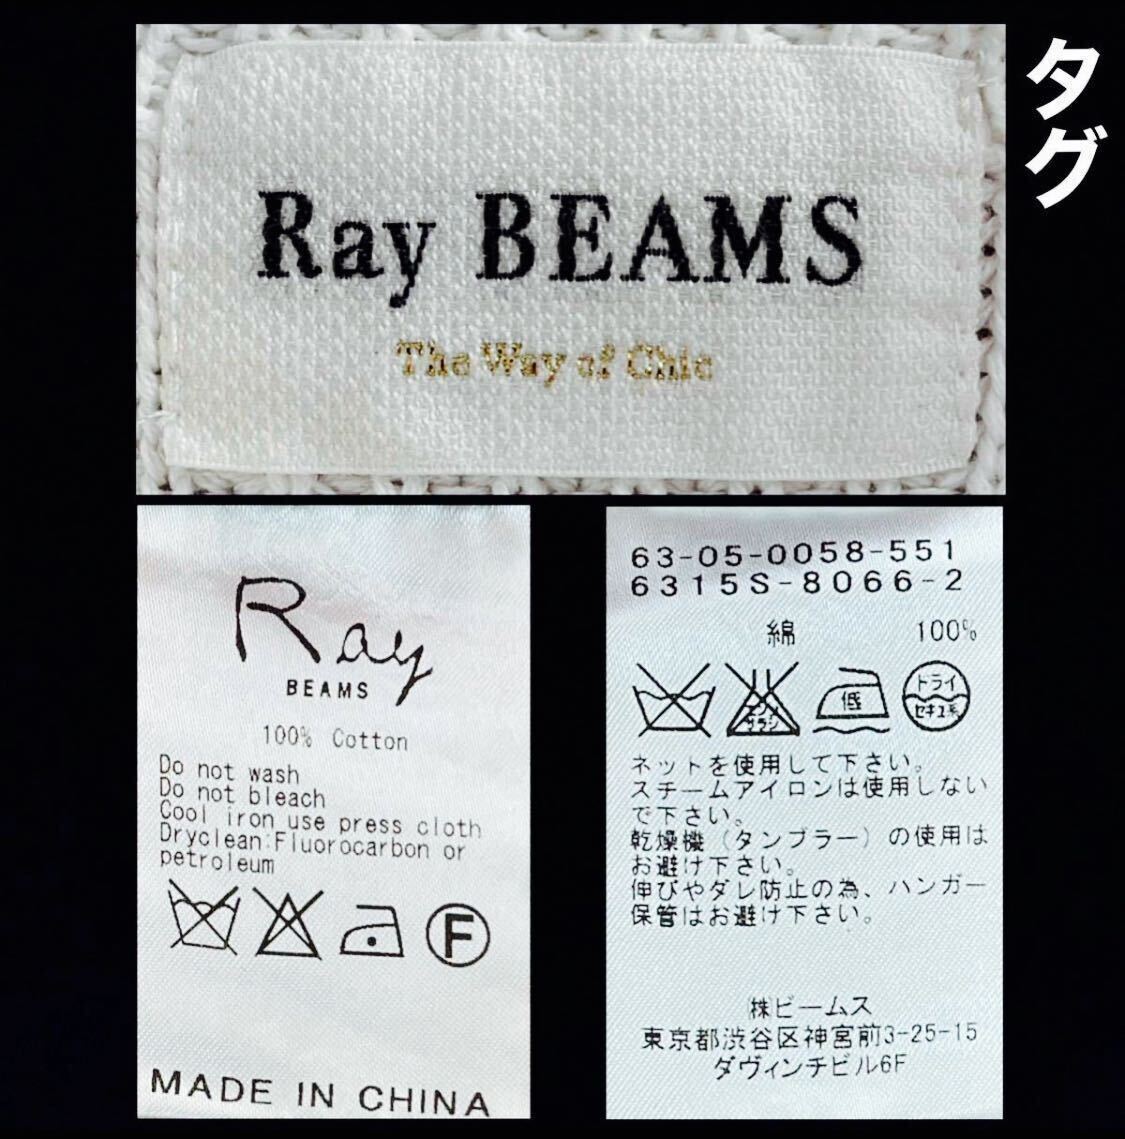 タグ
Ray BEAMS
The Way of Chic
Ray
BEAMS
100% Cotton
Do not wash
Do not bleach
Cool iron use press cloth
Dryclean:Fluorocarbon or
petroleum
F
MADE IN CHINA
63-05-0058-551
6315S-8066-2
綿 100%
エンソ サラシ 低 ドライ セキユ系
ネットを使用して下さい。
スチームアイロンは使用しない
で下さい。
乾燥機（タンブラー）の使用は
お避け下さい。
伸びやダレ防止の為、ハンガー
保管はお避け下さい。
㈱ビームス
東京都渋谷区神宮前3-25-15
ダヴィンチビル6F